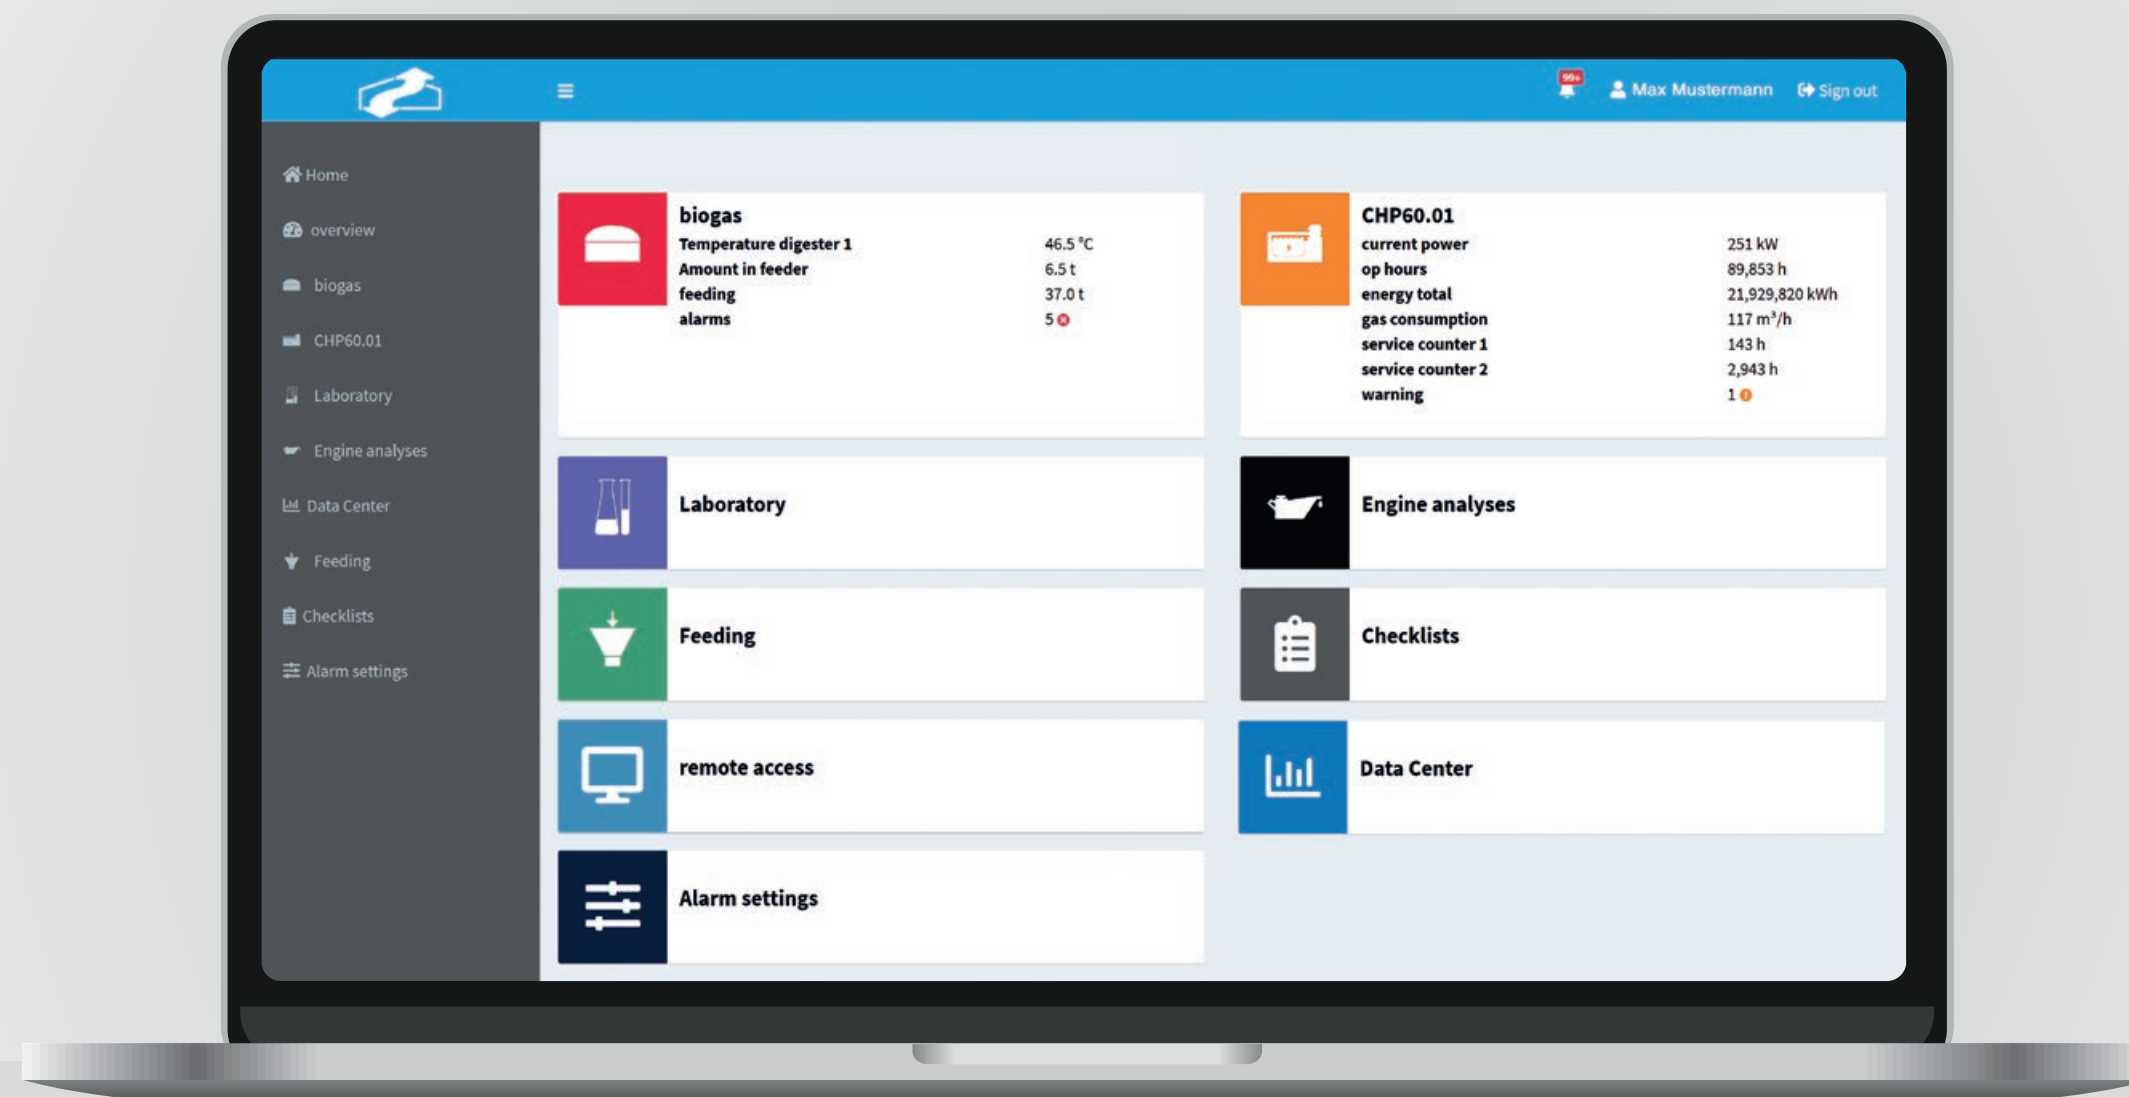 99+
Max Mustermann
Sign out
Home
overview
biogas
CHP60.01
Laboratory
Engine analyses
Data Center
Feeding
Checklists
Alarm settings
biogas
Temperature digester 1 46.5 °C
Amount in feeder 6.5 t
feeding 37.0 t
alarms 5
CHP60.01
current power 251 kW
op hours 89,853 h
energy total 21,929,820 kWh
gas consumption 117 m³/h
service counter 1 143 h
service counter 2 2,943 h
warning 1
Laboratory
Engine analyses
Feeding
Checklists
remote access
Data Center
Alarm settings